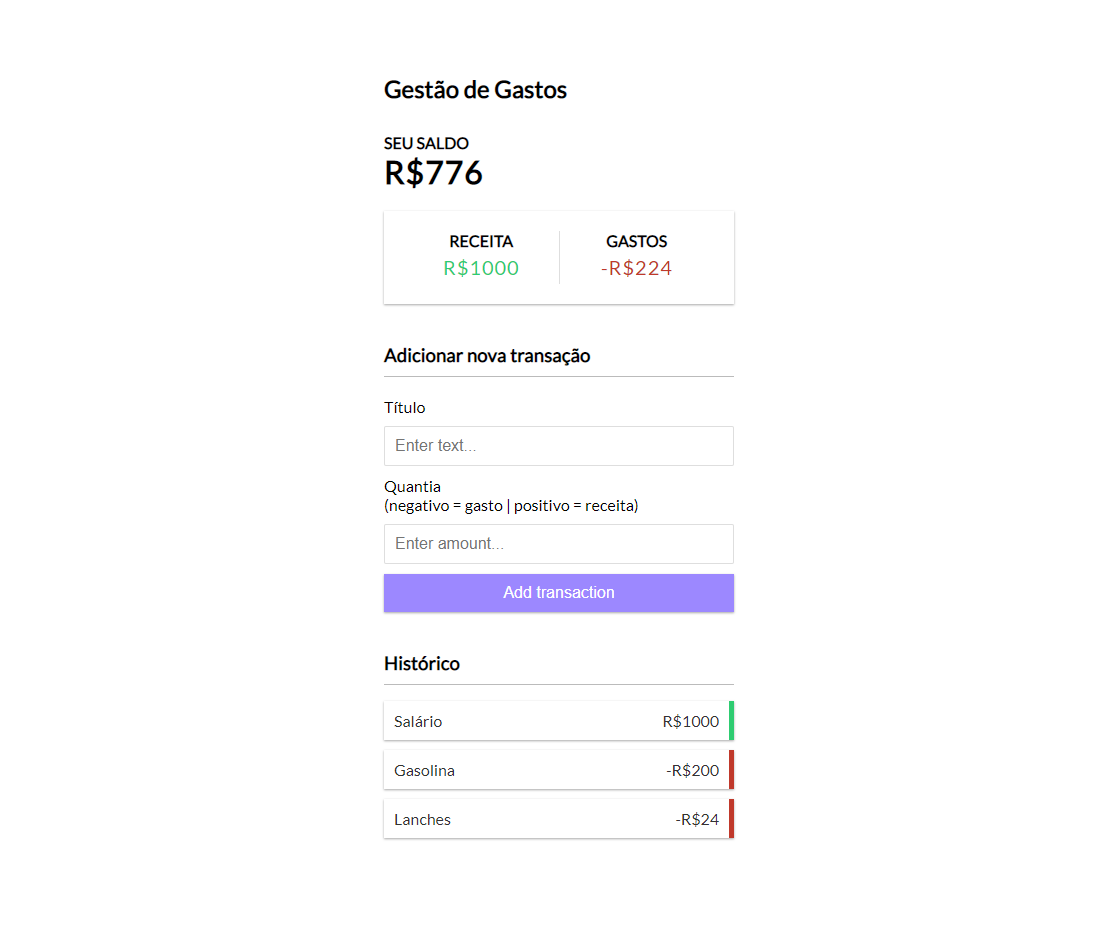 Gestão de Gastos
SEU SALDO
R$776
RECEITA GASTOS
R$1000 -R$224
Adicionar nova transação
Título
Enter text...
Quantia
(negativo = gasto | positivo = receita)
Enter amount...
Add transaction
Histórico
Salário R$1000
Gasolina -R$200
Lanches -R$24